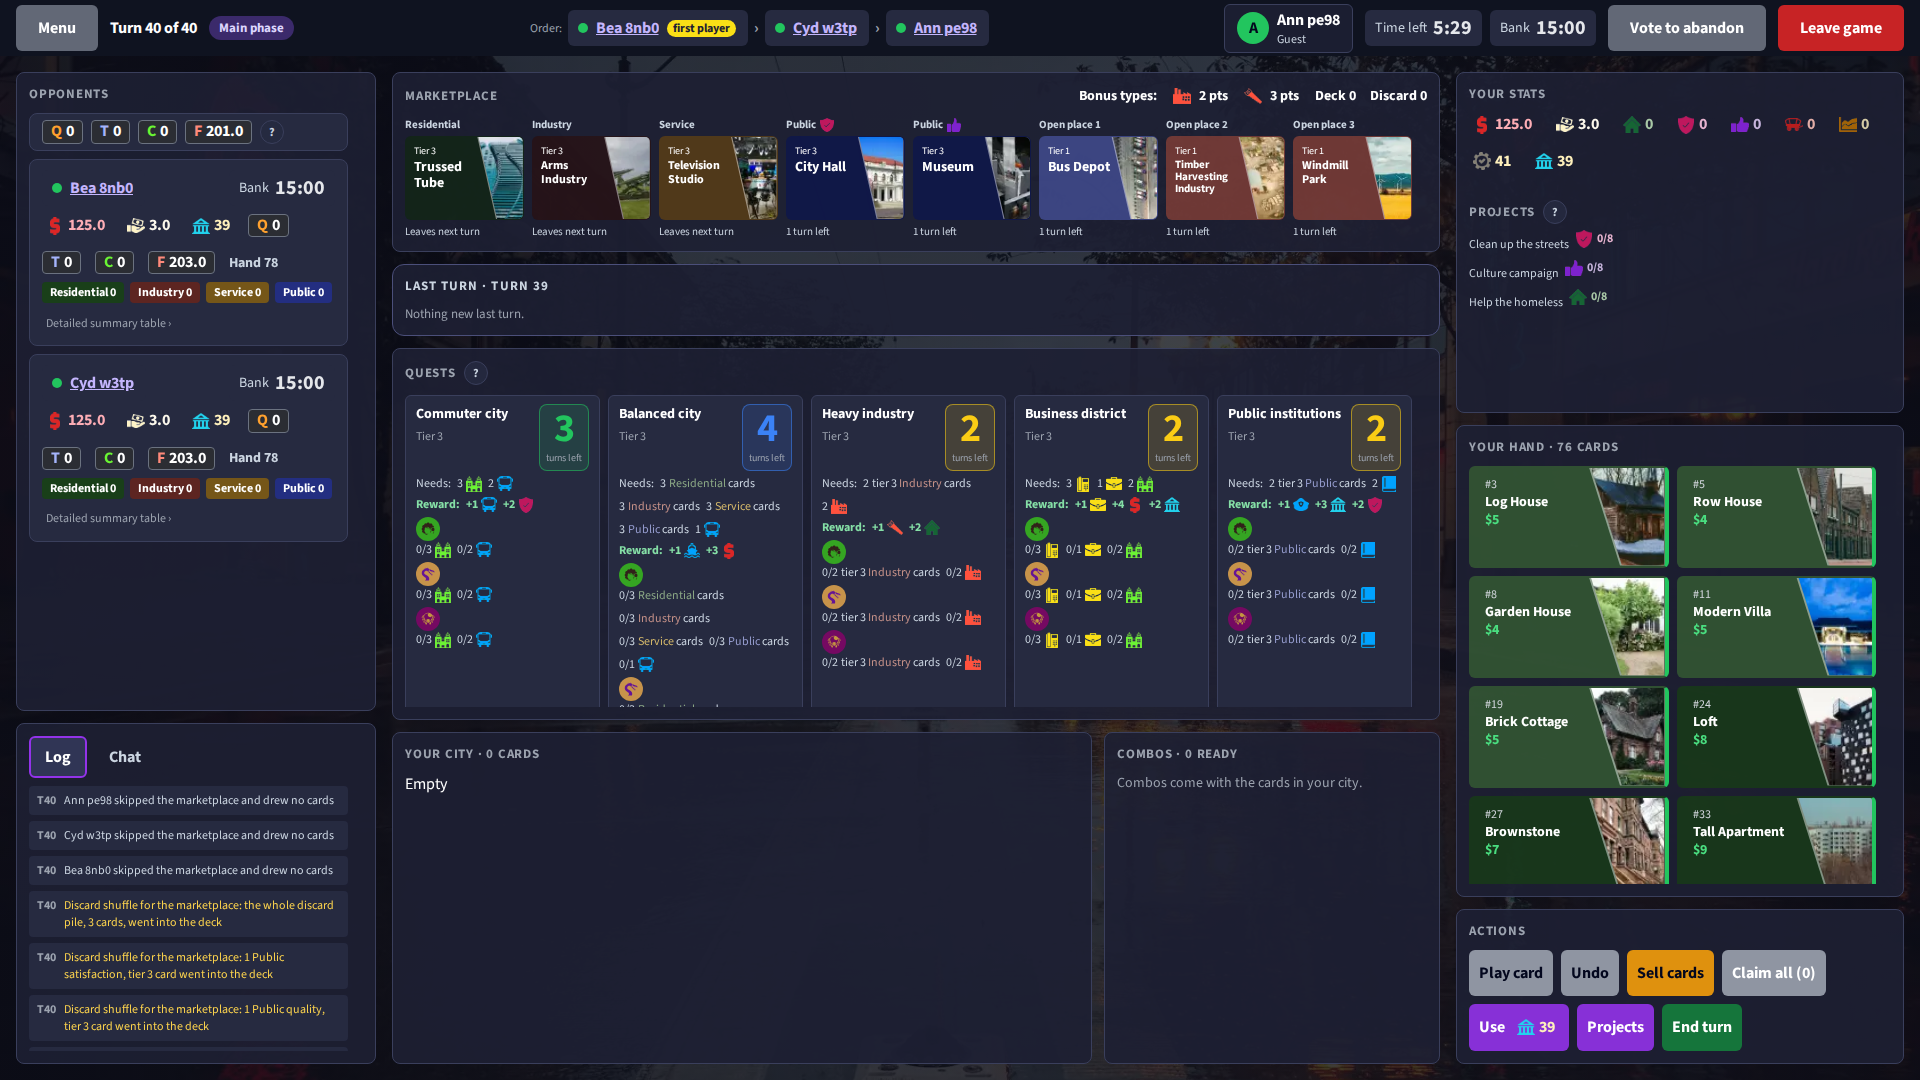 Menu
Turn 40 of 40
Main phase
Order:
Bea 8nb0
first player
›
Cyd w3tp
›
Ann pe98
A
Ann pe98
Guest
Time left 5:29
Bank 15:00
Vote to abandon
Leave game
OPPONENTS
Q 0
T 0
C 0
F 201.0
?
Bea 8nb0
Bank 15:00
125.0
3.0
39
Q 0
T 0
C 0
F 203.0
Hand 78
Residential 0
Industry 0
Service 0
Public 0
Detailed summary table ›
Cyd w3tp
Bank 15:00
125.0
3.0
39
Q 0
T 0
C 0
F 203.0
Hand 78
Residential 0
Industry 0
Service 0
Public 0
Detailed summary table ›
Log
Chat
T40 Ann pe98 skipped the marketplace and drew no cards
T40 Cyd w3tp skipped the marketplace and drew no cards
T40 Bea 8nb0 skipped the marketplace and drew no cards
T40 Discard shuffle for the marketplace: the whole discard
pile, 3 cards, went into the deck
T40 Discard shuffle for the marketplace: 1 Public
satisfaction, tier 3 card went into the deck
T40 Discard shuffle for the marketplace: 1 Public quality,
tier 3 card went into the deck
MARKETPLACE
Bonus types:
2 pts
3 pts
Deck 0
Discard 0
Residential
Tier 3
Trussed
Tube
Leaves next turn
Industry
Tier 3
Arms
Industry
Leaves next turn
Service
Tier 3
Television
Studio
Leaves next turn
Public
Tier 3
City Hall
1 turn left
Public
Tier 3
Museum
1 turn left
Open place 1
Tier 1
Bus Depot
1 turn left
Open place 2
Tier 1
Timber
Harvesting
Industry
1 turn left
Open place 3
Tier 1
Windmill
Park
1 turn left
LAST TURN · TURN 39
Nothing new last turn.
QUESTS
?
Commuter city
Tier 3
3
turns left
Needs: 3 2
Reward: +1 +2
0/3 0/2
0/3 0/2
0/3 0/2
Balanced city
Tier 3
4
turns left
Needs: 3 Residential cards
3 Industry cards 3 Service cards
3 Public cards 1
Reward: +1 +3
0/3 Residential cards
0/3 Industry cards
0/3 Service cards 0/3 Public cards
0/1
Heavy industry
Tier 3
2
turns left
Needs: 2 tier 3 Industry cards
2
Reward: +1 +2
0/2 tier 3 Industry cards 0/2
0/2 tier 3 Industry cards 0/2
0/2 tier 3 Industry cards 0/2
Business district
Tier 3
2
turns left
Needs: 3 1 2
Reward: +1 +4 +2
0/3 0/1 0/2
0/3 0/1 0/2
0/3 0/1 0/2
Public institutions
Tier 3
2
turns left
Needs: 2 tier 3 Public cards 2
Reward: +1 +3 +2
0/2 tier 3 Public cards 0/2
0/2 tier 3 Public cards 0/2
0/2 tier 3 Public cards 0/2
YOUR CITY · 0 CARDS
Empty
COMBOS · 0 READY
Combos come with the cards in your city.
YOUR STATS
125.0
3.0
0
0
0
0
0
41
39
PROJECTS
?
Clean up the streets 0/8
Culture campaign 0/8
Help the homeless 0/8
YOUR HAND · 76 CARDS
#3
Log House
$5
#5
Row House
$4
#8
Garden House
$4
#11
Modern Villa
$5
#19
Brick Cottage
$5
#24
Loft
$8
#27
Brownstone
$7
#33
Tall Apartment
$9
ACTIONS
Play card
Undo
Sell cards
Claim all (0)
Use 39
Projects
End turn